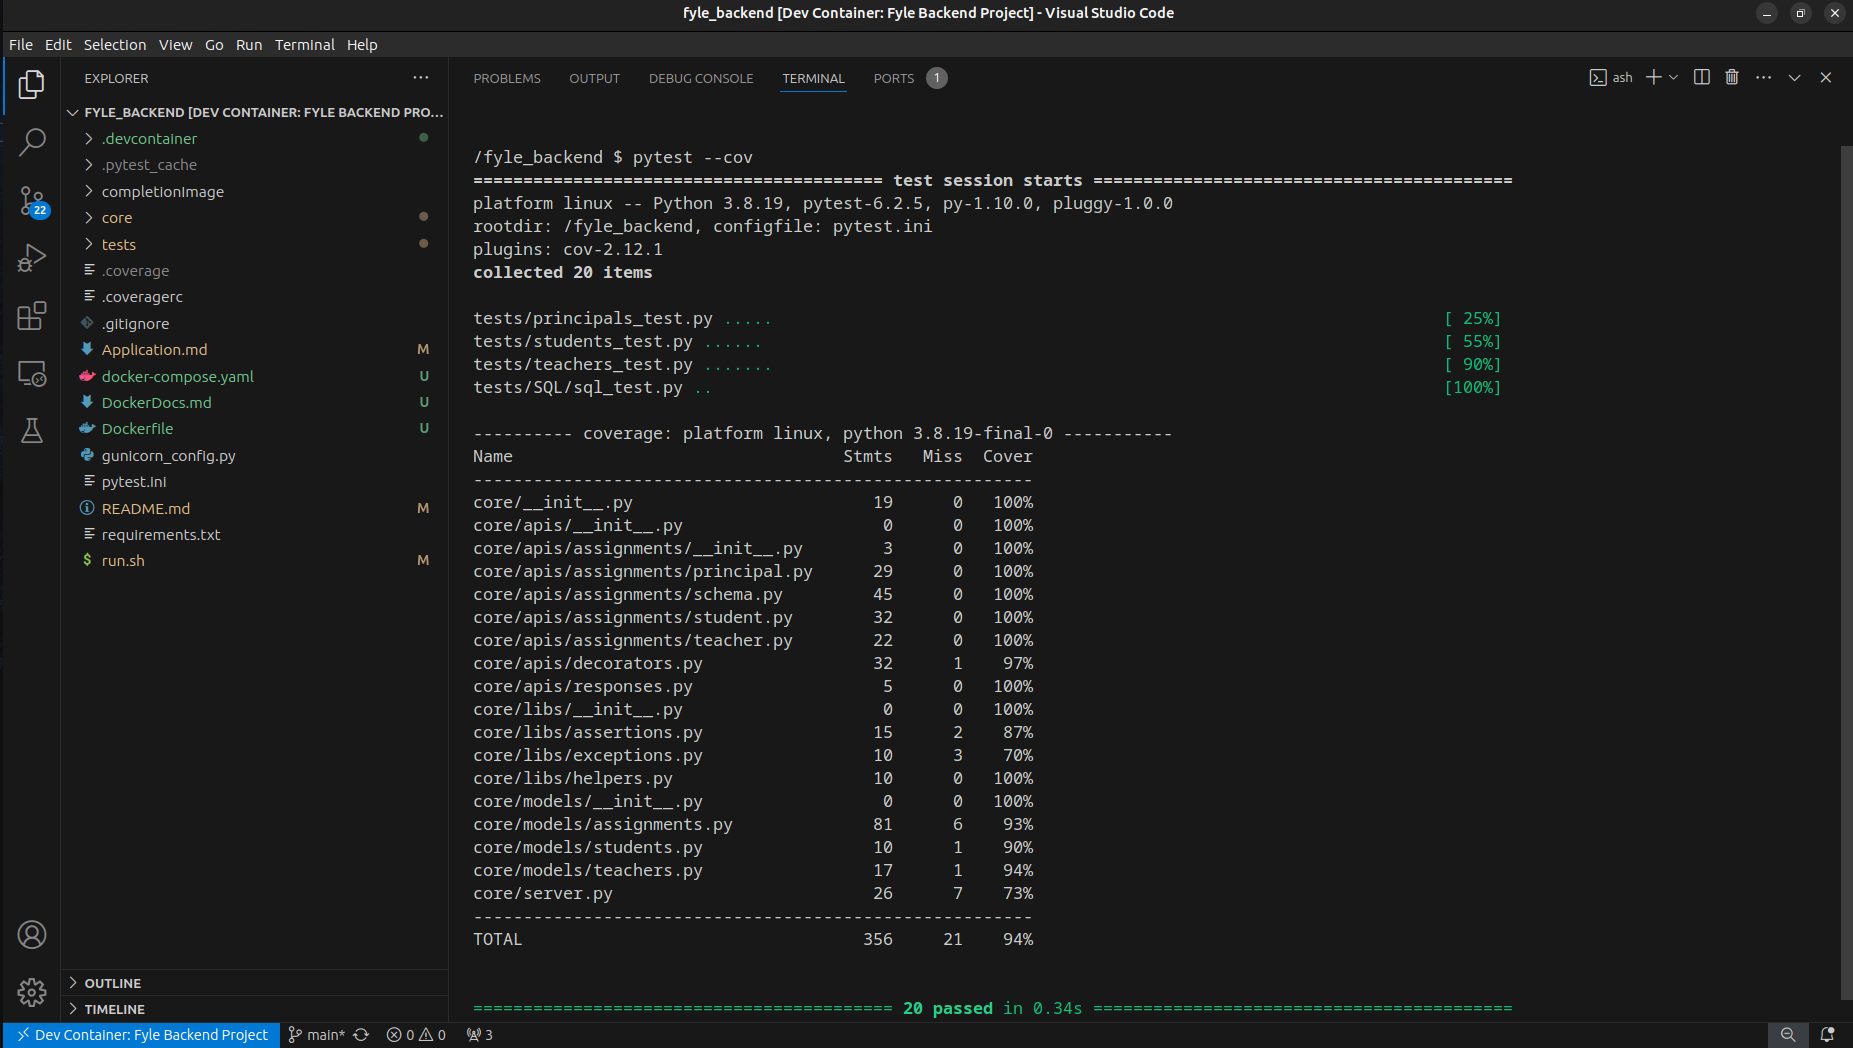 fyle_backend [Dev Container: Fyle Backend Project] - Visual Studio Code
File Edit Selection View Go Run Terminal Help
EXPLORER
FYLE_BACKEND [DEV CONTAINER: FYLE BACKEND PRO...
.devcontainer
.pytest_cache
completionImage
core
tests
.coverage
.coveragerc
.gitignore
Application.md M
docker-compose.yaml U
DockerDocs.md U
Dockerfile U
gunicorn_config.py
pytest.ini
README.md M
requirements.txt
$ run.sh M
22
OUTLINE
TIMELINE
PROBLEMS OUTPUT DEBUG CONSOLE TERMINAL PORTS 1
ash
/fyle_backend $ pytest --cov
========================================= test session starts ==========================================
platform linux -- Python 3.8.19, pytest-6.2.5, py-1.10.0, pluggy-1.0.0
rootdir: /fyle_backend, configfile: pytest.ini
plugins: cov-2.12.1
collected 20 items
tests/principals_test.py ..... [ 25%]
tests/students_test.py ...... [ 55%]
tests/teachers_test.py ....... [ 90%]
tests/SQL/sql_test.py .. [100%]
---------- coverage: platform linux, python 3.8.19-final-0 -----------
Name Stmts Miss Cover
--------------------------------------------------------
core/__init__.py 19 0 100%
core/apis/__init__.py 0 0 100%
core/apis/assignments/__init__.py 3 0 100%
core/apis/assignments/principal.py 29 0 100%
core/apis/assignments/schema.py 45 0 100%
core/apis/assignments/student.py 32 0 100%
core/apis/assignments/teacher.py 22 0 100%
core/apis/decorators.py 32 1 97%
core/apis/responses.py 5 0 100%
core/libs/__init__.py 0 0 100%
core/libs/assertions.py 15 2 87%
core/libs/exceptions.py 10 3 70%
core/libs/helpers.py 10 0 100%
core/models/__init__.py 0 0 100%
core/models/assignments.py 81 6 93%
core/models/students.py 10 1 90%
core/models/teachers.py 17 1 94%
core/server.py 26 7 73%
--------------------------------------------------------
TOTAL 356 21 94%
========================================== 20 passed in 0.34s ==========================================
Dev Container: Fyle Backend Project main* 0 0 3